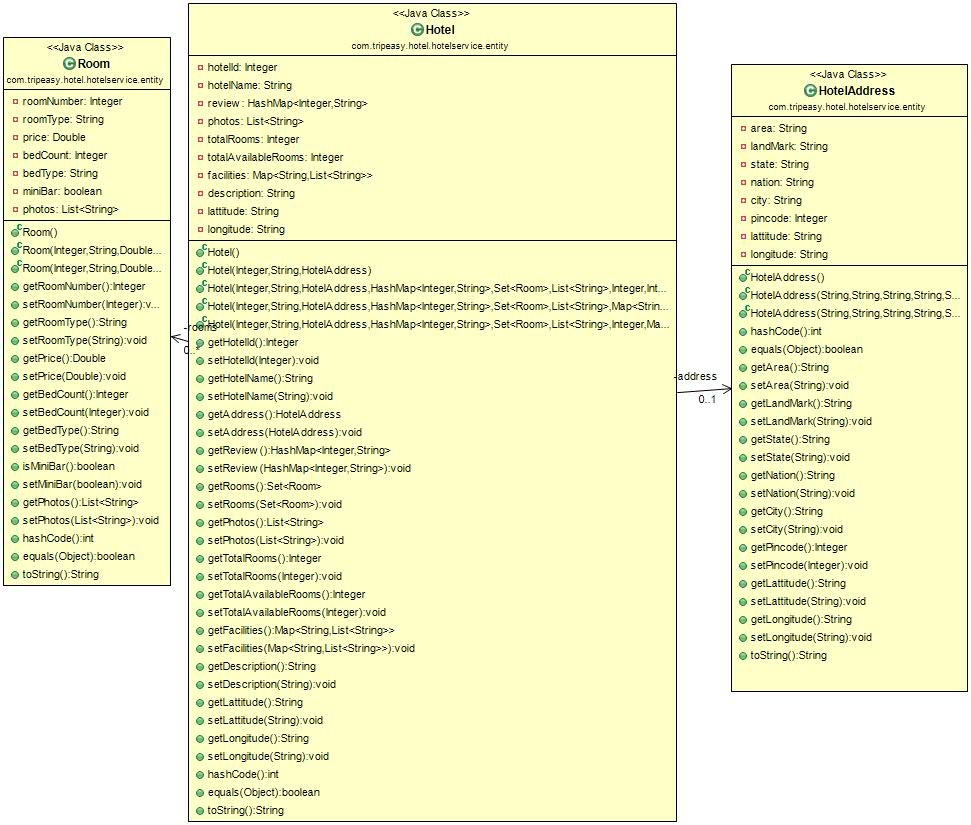 <<Java Class>>
Room
com.tripeasy.hotel.hotelservice.entity
roomNumber: Integer
roomType: String
price: Double
bedCount: Integer
bedType: String
miniBar: boolean
photos: List<String>
Room()
Room(Integer,String,Double...
Room(Integer,String,Double...
getRoomNumber():Integer
setRoomNumber(Integer):v...
getRoomType():String
setRoomType(String):void
getPrice():Double
setPrice(Double):void
getBedCount():Integer
setBedCount(Integer):void
getBedType():String
setBedType(String):void
isMiniBar():boolean
setMiniBar(boolean):void
getPhotos():List<String>
setPhotos(List<String>):void
hashCode():int
equals(Object):boolean
toString():String
-rooms
0..*
<<Java Class>>
Hotel
com.tripeasy.hotel.hotelservice.entity
hotelId: Integer
hotelName: String
review: HashMap<Integer,String>
photos: List<String>
totalRooms: Integer
totalAvailableRooms: Integer
facilities: Map<String,List<String>>
description: String
lattitude: String
longitude: String
Hotel()
Hotel(Integer,String,HotelAddress)
Hotel(Integer,String,HotelAddress,HashMap<Integer,String>,Set<Room>,List<String>,Integer,Int...
Hotel(Integer,String,HotelAddress,HashMap<Integer,String>,Set<Room>,List<String>,Map<Strin...
Hotel(Integer,String,HotelAddress,HashMap<Integer,String>,Set<Room>,List<String>,Integer,Ma...
getHotelId():Integer
setHotelId(Integer):void
getHotelName():String
setHotelName(String):void
getAddress():HotelAddress
setAddress(HotelAddress):void
getReview():HashMap<Integer,String>
setReview(HashMap<Integer,String>):void
getRooms():Set<Room>
setRooms(Set<Room>):void
getPhotos():List<String>
setPhotos(List<String>):void
getTotalRooms():Integer
setTotalRooms(Integer):void
getTotalAvailableRooms():Integer
setTotalAvailableRooms(Integer):void
getFacilities():Map<String,List<String>>
setFacilities(Map<String,List<String>>):void
getDescription():String
setDescription(String):void
getLattitude():String
setLattitude(String):void
getLongitude():String
setLongitude(String):void
hashCode():int
equals(Object):boolean
toString():String
-address
0..1
<<Java Class>>
HotelAddress
com.tripeasy.hotel.hotelservice.entity
area: String
landMark: String
state: String
nation: String
city: String
pincode: Integer
lattitude: String
longitude: String
HotelAddress()
HotelAddress(String,String,String,String,S...
HotelAddress(String,String,String,String,S...
hashCode():int
equals(Object):boolean
getArea():String
setArea(String):void
getLandMark():String
setLandMark(String):void
getState():String
setState(String):void
getNation():String
setNation(String):void
getCity():String
setCity(String):void
getPincode():Integer
setPincode(Integer):void
getLattitude():String
setLattitude(String):void
getLongitude():String
setLongitude(String):void
toString():String